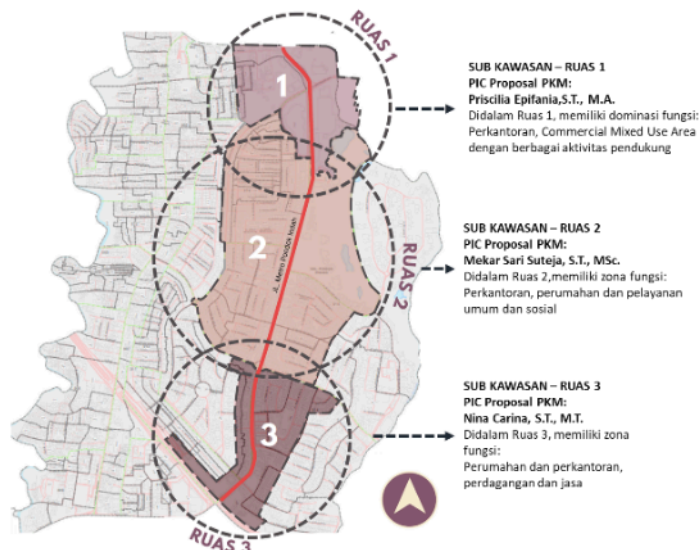 RUAS 1
1
SUB KAWASAN – RUAS 1
PIC Proposal PKM:
Priscilia Epifania,S.T., M.A.
Didalam Ruas 1, memiliki dominasi fungsi:
Perkantoran, Commercial Mixed Use Area
dengan berbagai aktivitas pendukung
2
JL. Metro Pondok Indah
RUAS 2
SUB KAWASAN – RUAS 2
PIC Proposal PKM:
Mekar Sari Suteja, S.T., MSc.
Didalam Ruas 2,memiliki zona fungsi:
Perkantoran, perumahan dan pelayanan
umum dan sosial
3
RUAS 3
SUB KAWASAN – RUAS 3
PIC Proposal PKM:
Nina Carina, S.T., M.T.
Didalam Ruas 3, memiliki zona
fungsi:
Perumahan dan perkantoran,
perdagangan dan jasa